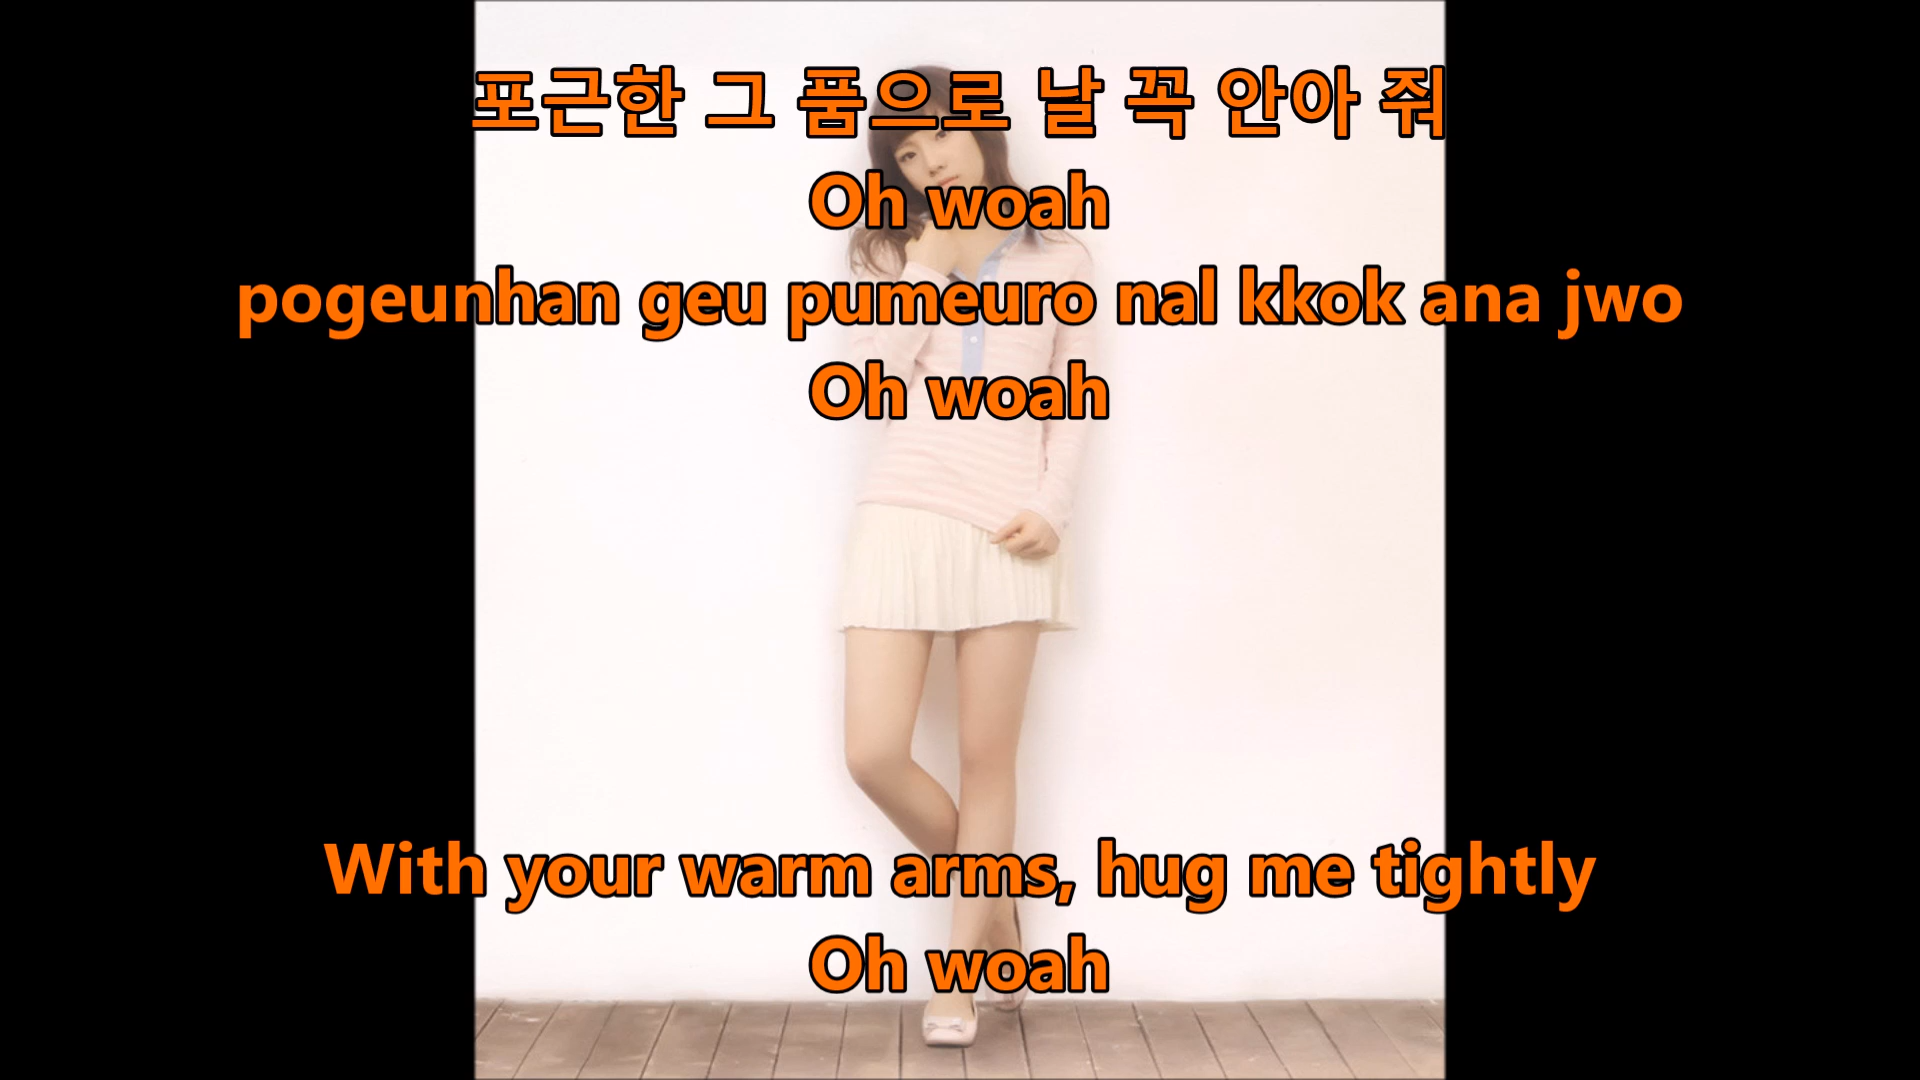 포근한 그 품으로 날 꼭 안아 줘
Oh woah
pogeunhan geu pumeuro nal kkok ana jwo
Oh woah
With your warm arms, hug me tightly
Oh woah